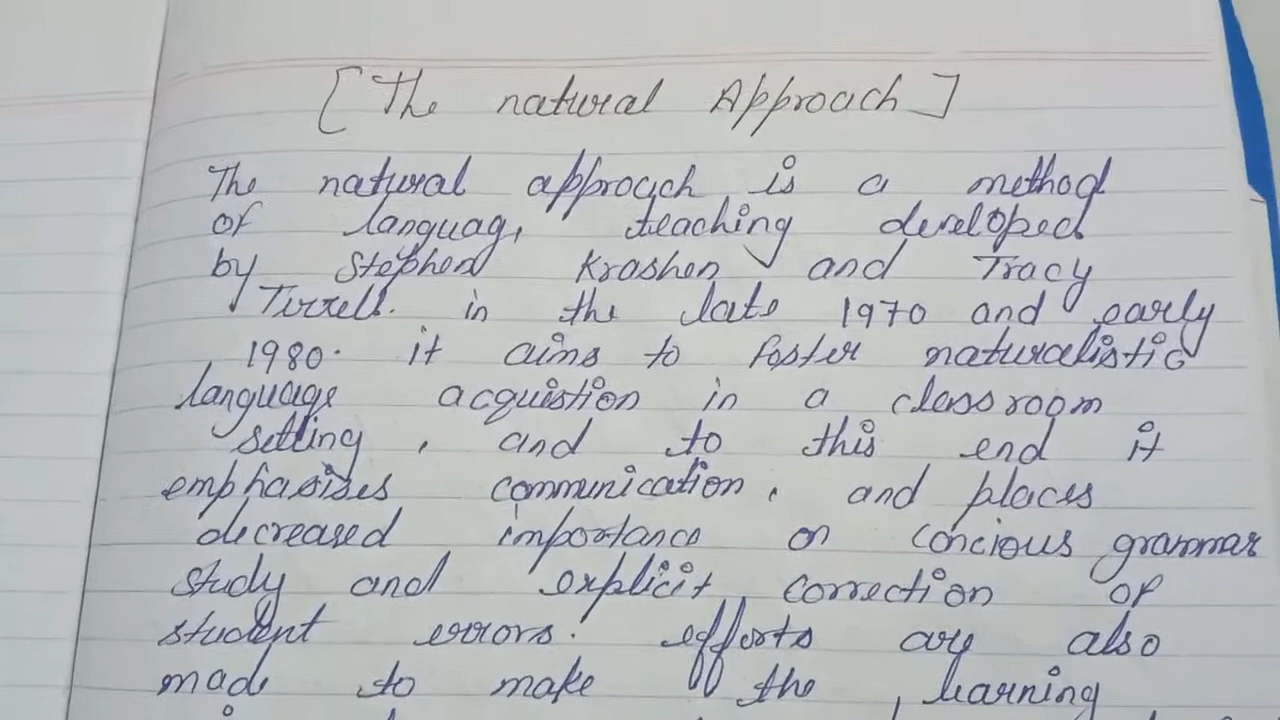 [The natural Approach]
The natural approach is a method
of languag, teaching developed
by Stephen Krashen and Tracy
Tirrell. in the late 1970 and early
1980. it aims to foster naturalistic
language acquistion in a classroom
setting, and to this end it
emphasises communication, and places
decreased importance on concious grammar
study and explicit correction of
student errors. efforts are also
made to make the learning